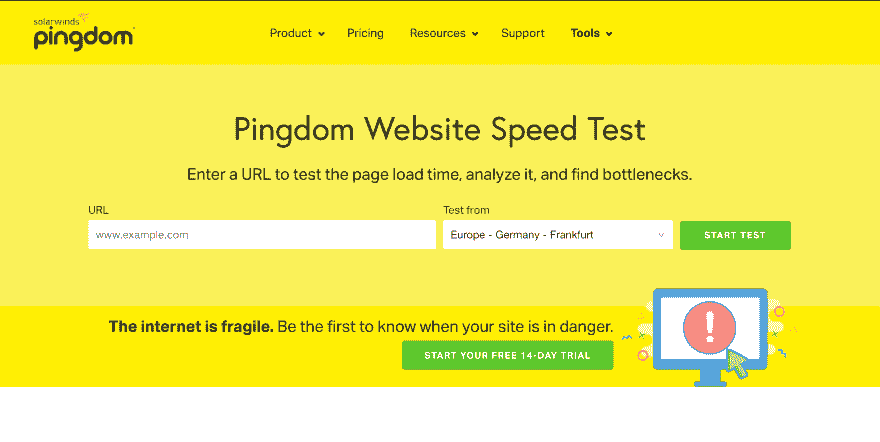 solarwinds
pingdom
Product Pricing Resources Support Tools
Pingdom Website Speed Test
Enter a URL to test the page load time, analyze it, and find bottlenecks.
URL Test from
www.example.com Europe - Germany - Frankfurt START TEST
The internet is fragile. Be the first to know when your site is in danger.
START YOUR FREE 14-DAY TRIAL
!